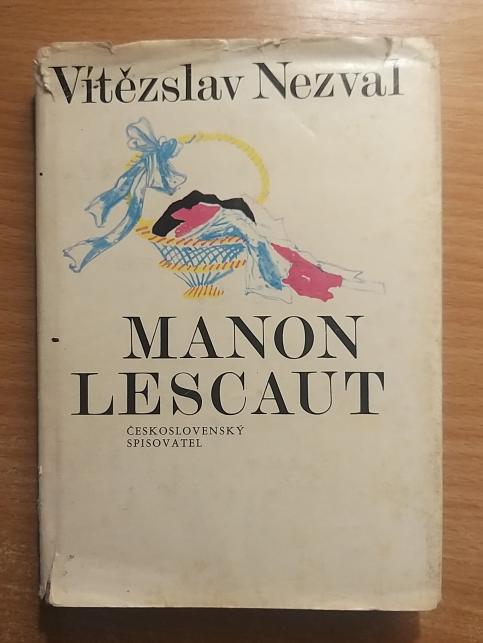 Vítězslav Nezval
MANON
LESCAUT
ČESKOSLOVENSKÝ
SPISOVATEL